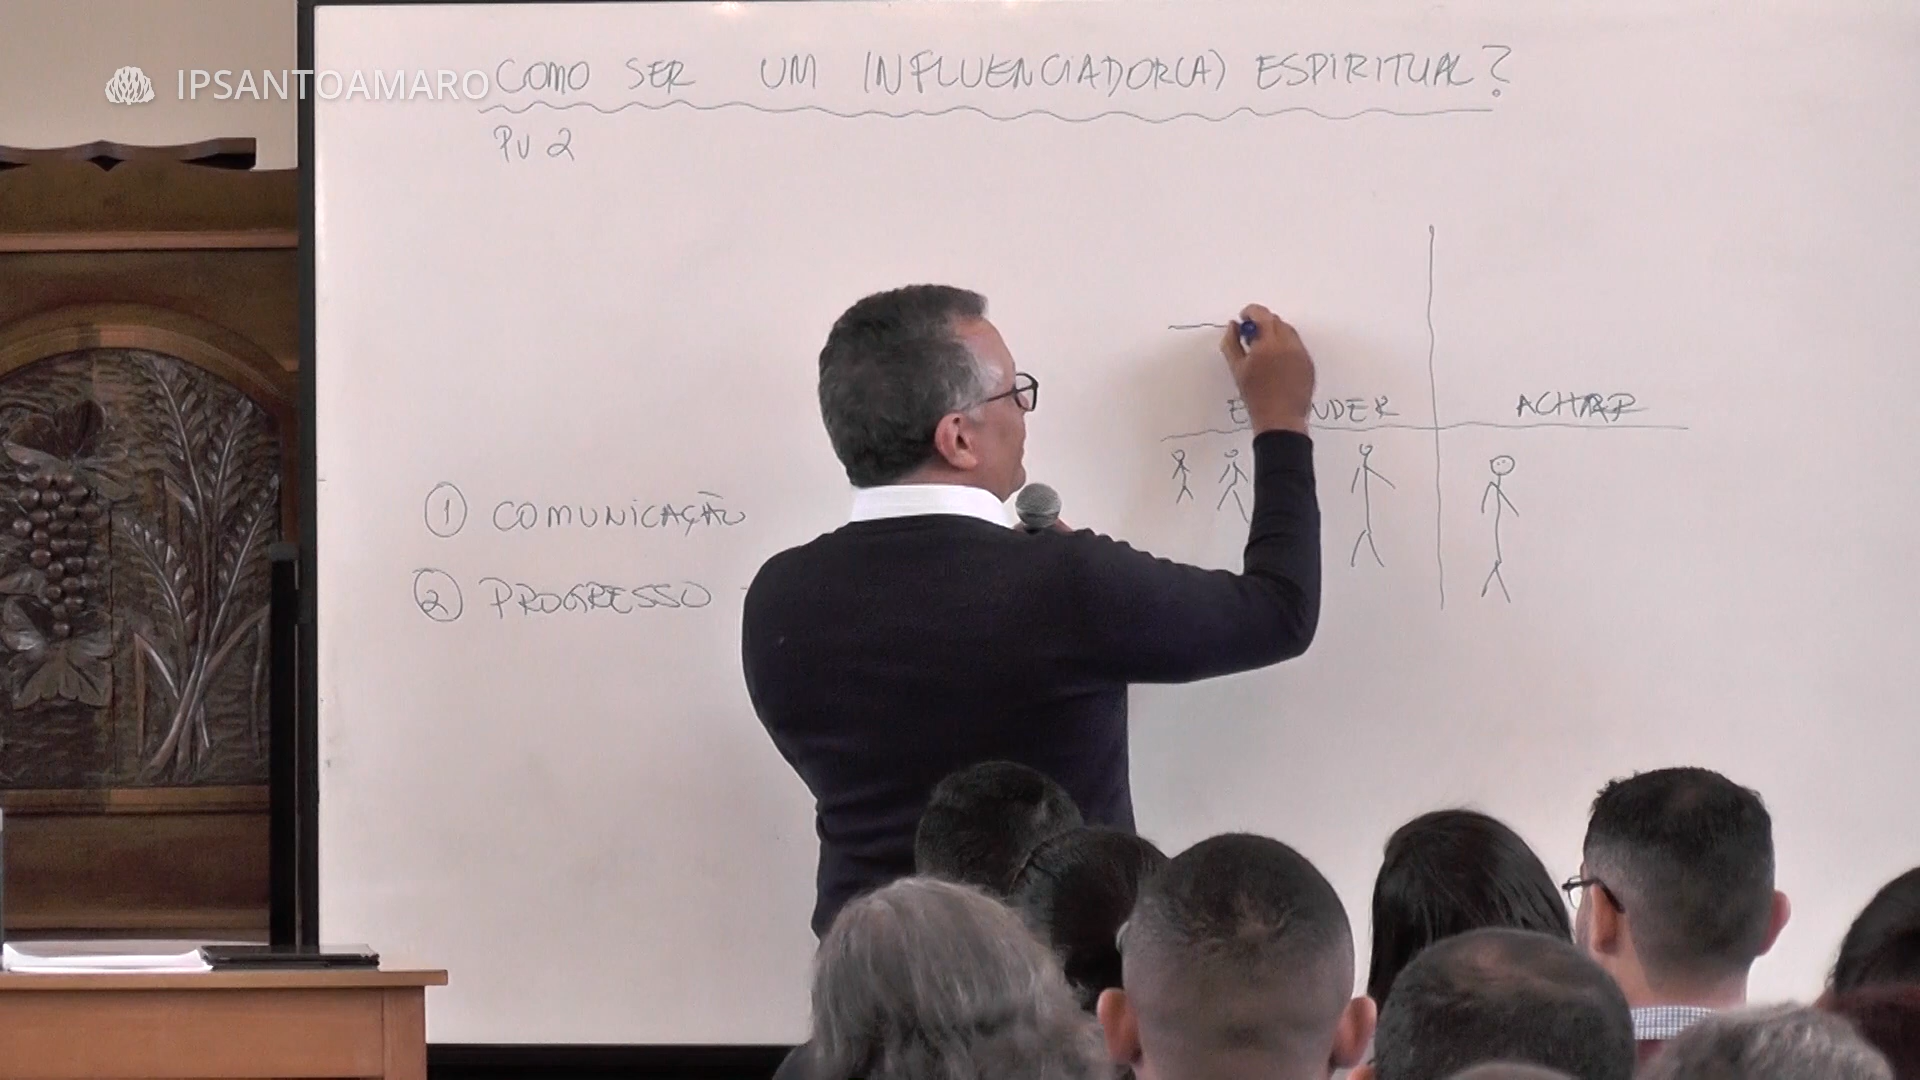 IPSANTOAMARO
COMO SER UM INFLUENCIADOR(A) ESPIRITUAL?
PV 2
ACHAR
① COMUNICAÇÃO
② PROGRESSO